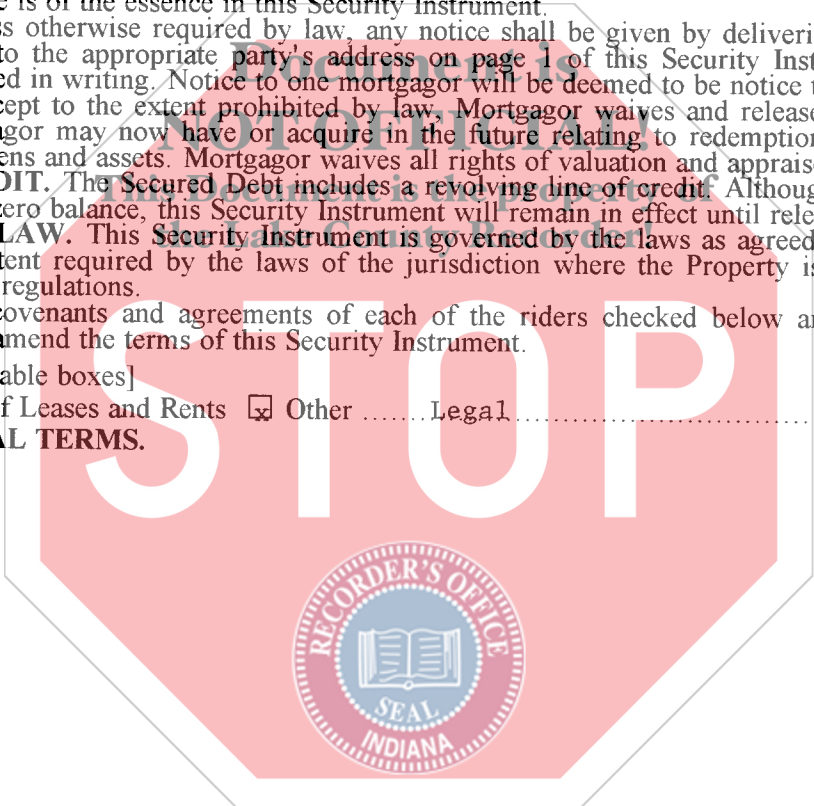 e is of the essence in this Security Instrument.
s otherwise required by law, any notice shall be given by deliveri
to the appropriate party's address on page 1 of this Security Inst
ed in writing. Notice to one mortgagor will be deemed to be notice t
cept to the extent prohibited by law, Mortgagor waives and release
agor may now have or acquire in the future relating to redemption
ens and assets. Mortgagor waives all rights of valuation and apprais
DIT. The Secured Debt includes a revolving line of credit. Althoug
zero balance, this Security Instrument will remain in effect until rele
LAW. This Security Instrument is governed by the laws as agreed
tent required by the laws of the jurisdiction where the Property is
regulations.
covenants and agreements of each of the riders checked below a
amend the terms of this Security Instrument.
able boxes]
f Leases and Rents [x] Other ....... Legal ........................................
AL TERMS.
Document is
NOT OFFICIAL!
This Document is the property of
the Lake County Recorder!
STOP
RECORDER'S OFFICE
SEAL
INDIANA